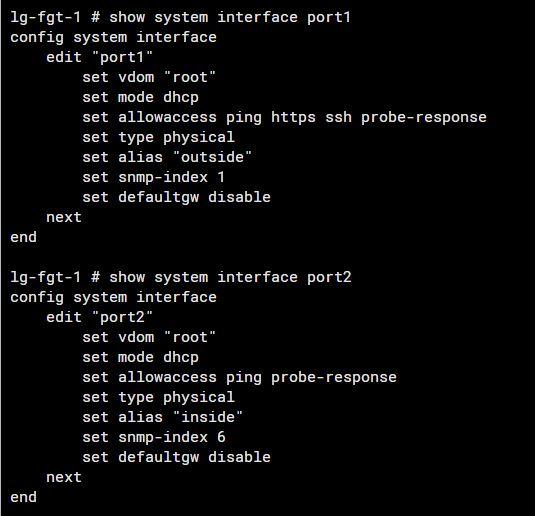 lg-fgt-1 # show system interface port1
config system interface
    edit "port1"
        set vdom "root"
        set mode dhcp
        set allowaccess ping https ssh probe-response
        set type physical
        set alias "outside"
        set snmp-index 1
        set defaultgw disable
    next
end

lg-fgt-1 # show system interface port2
config system interface
    edit "port2"
        set vdom "root"
        set mode dhcp
        set allowaccess ping probe-response
        set type physical
        set alias "inside"
        set snmp-index 6
        set defaultgw disable
    next
end